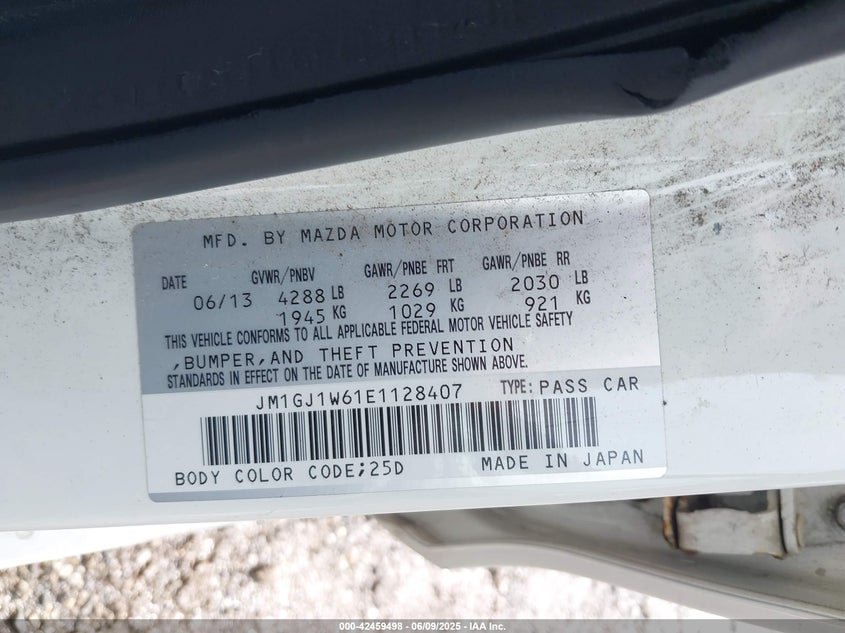 MFD. BY MAZDA MOTOR CORPORATION
DATE GVWR/PNBV GAWR/PNBE FRT GAWR/PNBE RR
06/13 4288 LB 2269 LB 2030 LB
1945 KG 1029 KG 921 KG
THIS VEHICLE CONFORMS TO ALL APPLICABLE FEDERAL MOTOR VEHICLE SAFETY
,BUMPER,AND THEFT PREVENTION
STANDARDS IN EFFECT ON THE DATE OF MANUFACTURE SHOWN ABOVE.
JM1GJ1W61E1128407 TYPE: PASS CAR
BODY COLOR CODE;25D MADE IN JAPAN
000-42459498 - 06/09/2025 - IAA Inc.